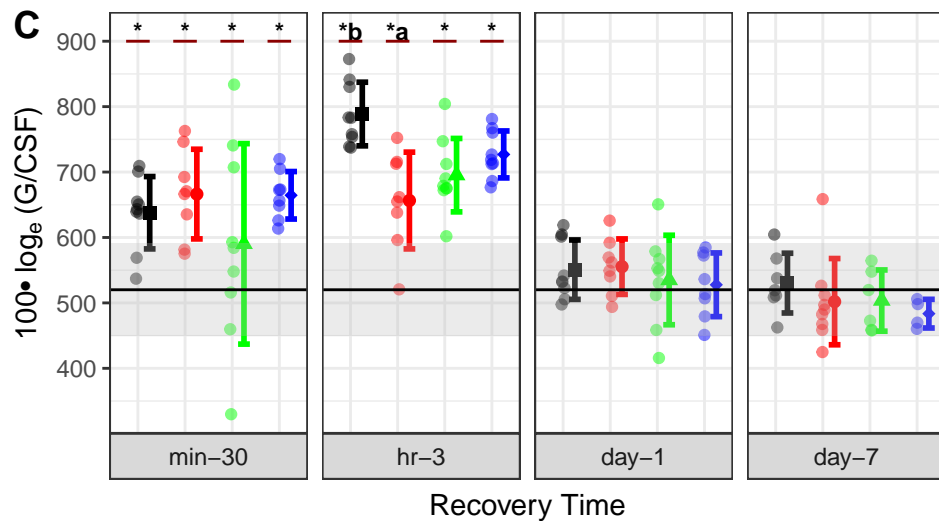 C
* * * * *b *a * *
900
800
700
600
500
400
100• logₑ (G/CSF)
min−30 hr−3 day−1 day−7
Recovery Time